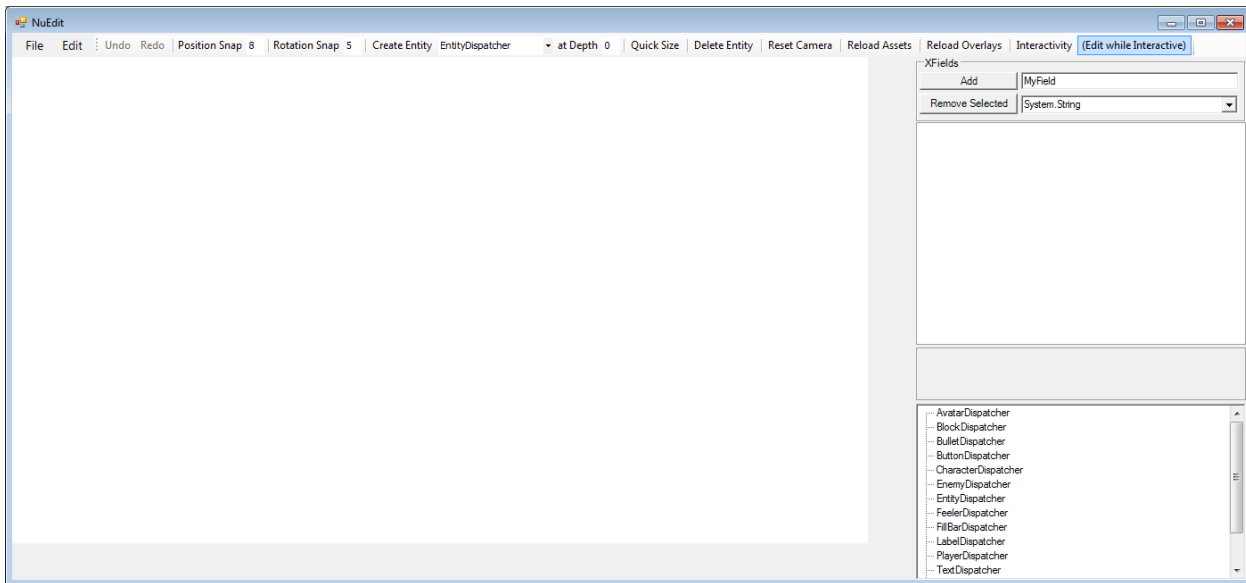 NuEdit
File Edit Undo Redo Position Snap 8 Rotation Snap 5 Create Entity EntityDispatcher at Depth 0 Quick Size Delete Entity Reset Camera Reload Assets Reload Overlays Interactivity (Edit while Interactive)
XFields
Add MyField
Remove Selected System.String
AvatarDispatcher
BlockDispatcher
BulletDispatcher
ButtonDispatcher
CharacterDispatcher
EnemyDispatcher
EntityDispatcher
FeelerDispatcher
FillBarDispatcher
LabelDispatcher
PlayerDispatcher
TextDispatcher